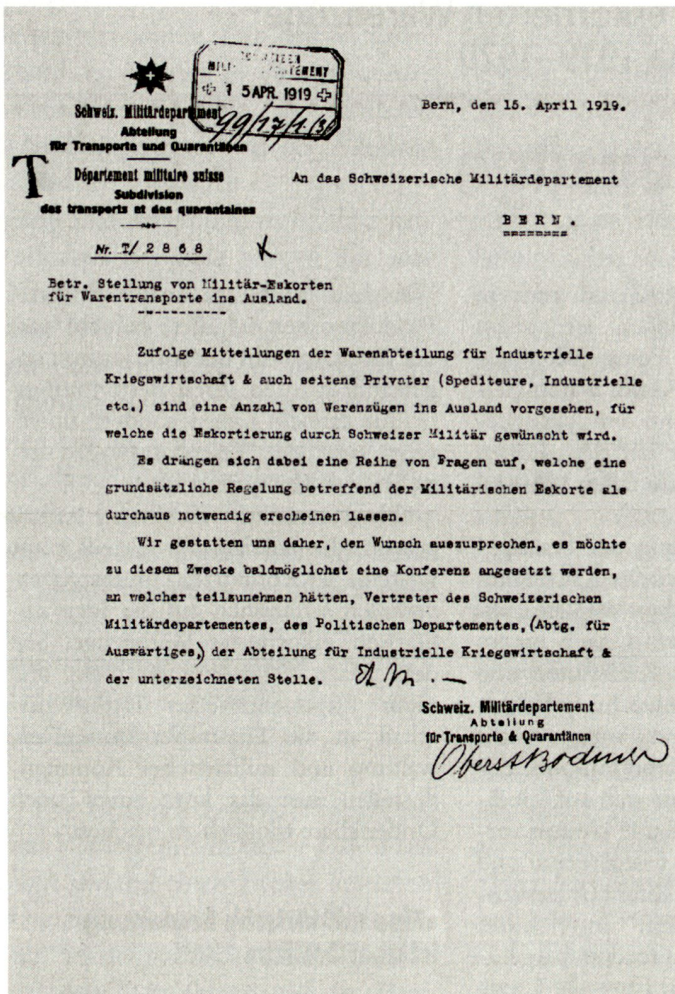 SCHWEIZER
MILITÄRDEPARTEMENT
15 APR. 1919
99/17/1(3)
Schweiz. Militärdepartement
Abteilung
für Transporte und Quarantänen
T
Département militaire suisse
Subdivision
des transports et des quarantaines
Nr. T/ 2868
Bern, den 15. April 1919.
An das Schweizerische Militärdepartement
BERN.
Betr. Stellung von Militär-Eskorten
für Warentransporte ins Ausland.
Zufolge Mitteilungen der Warenabteilung für Industrielle
Kriegswirtschaft & auch seitens Privater (Spediteure, Industrielle
etc.) sind eine Anzahl von Warenzügen ins Ausland vorgesehen, für
welche die Eskortierung durch Schweizer Militär gewünscht wird.
Es drängen sich dabei eine Reihe von Fragen auf, welche eine
grundsätzliche Regelung betreffend der Militärischen Eskorte als
durchaus notwendig erscheinen lassen.
Wir gestatten uns daher, den Wunsch auszusprechen, es möchte
zu diesem Zwecke baldmöglichst eine Konferenz angesetzt werden,
an welcher teilzunehmen hätten, Vertreter des Schweizerischen
Militärdepartementes, des Politischen Departementes, (Abtg. für
Auswärtiges,) der Abteilung für Industrielle Kriegswirtschaft &
der unterzeichneten Stelle.
Schweiz. Militärdepartement
Abteilung
für Transporte & Quarantänen
Oberst Bodmer